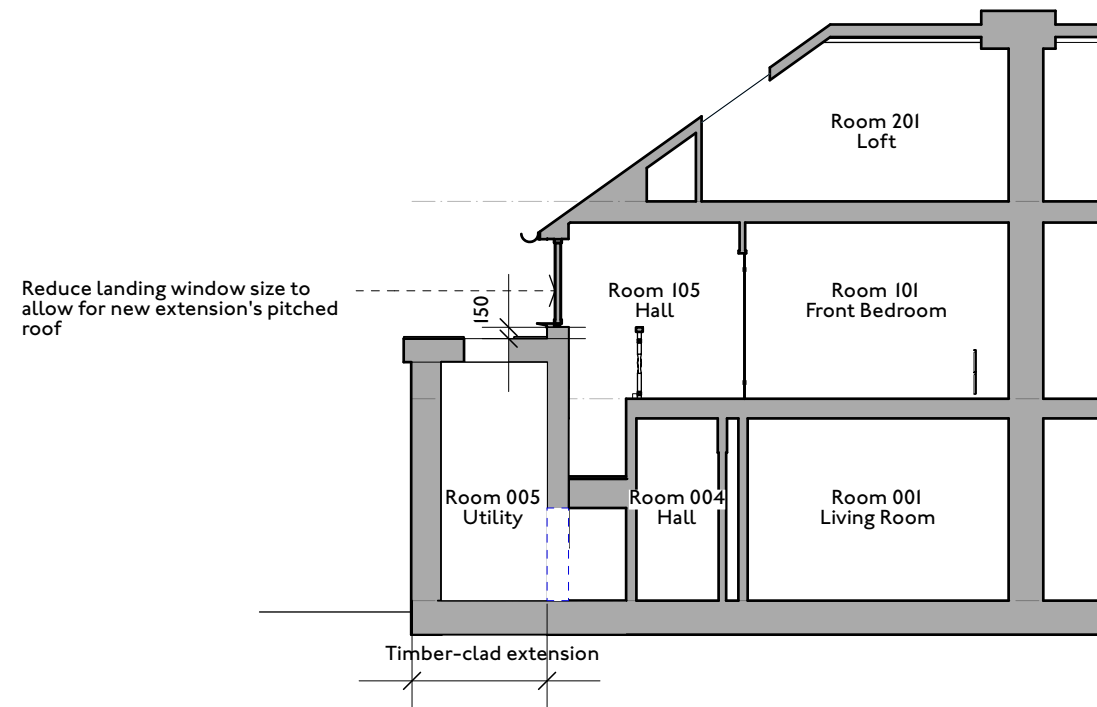 Room 201
Loft
Reduce landing window size to
allow for new extension's pitched
roof
150
Room 105
Hall
Room 101
Front Bedroom
Room 005
Utility
Room 004
Hall
Room 001
Living Room
Timber-clad extension